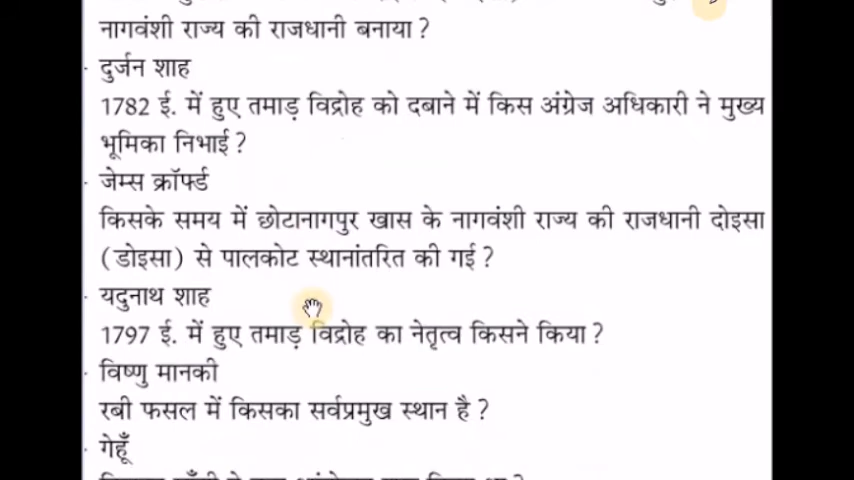 नागवंशी राज्य की राजधानी बनाया?
- दुर्जन शाह
1782 ई. में हुए तमाड़ विद्रोह को दबाने में किस अंग्रेज अधिकारी ने मुख्य
भूमिका निभाई?
- जेम्स क्रॉफर्ड
किसके समय में छोटानागपुर खास के नागवंशी राज्य की राजधानी दोइसा
(डोइसा) से पालकोट स्थानांतरित की गई?
- यदुनाथ शाह
1797 ई. में हुए तमाड़ विद्रोह का नेतृत्व किसने किया?
- विष्णु मानकी
रबी फसल में किसका सर्वप्रमुख स्थान है?
- गेहूँ